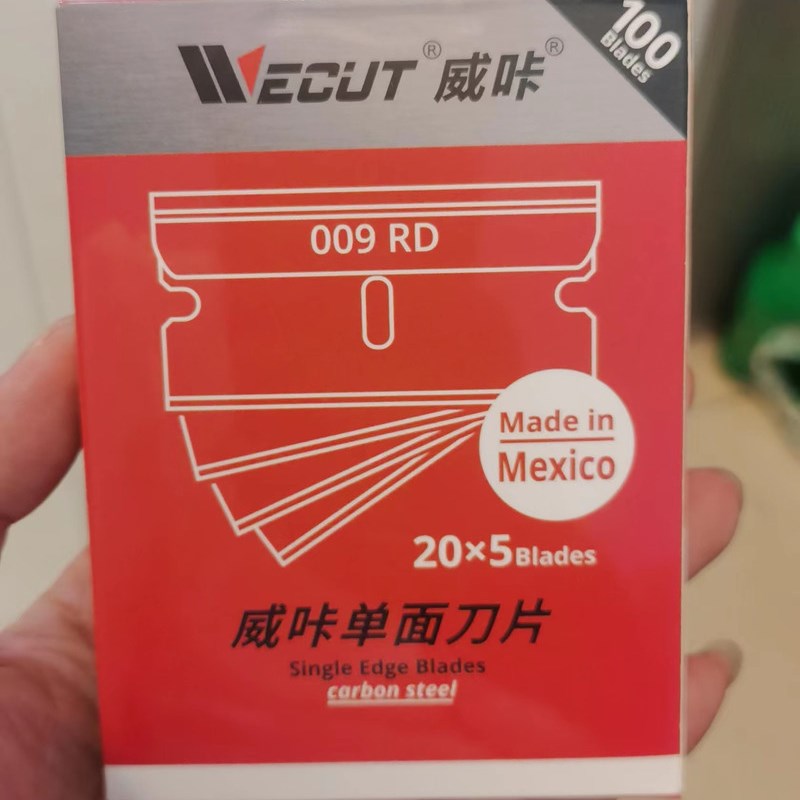 WECUT® 威咔®
100
Blades
009 RD
Made in
Mexico
20×5Blades
威咔单面刀片
Single Edge Blades
carbon steel